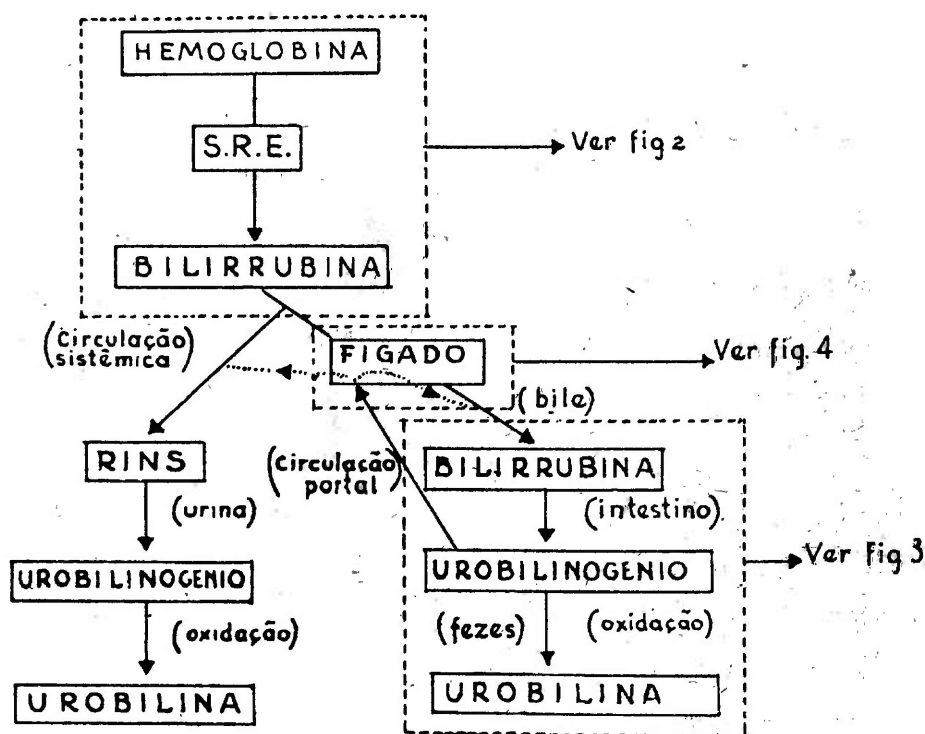 HEMOGLOBINA
S.R.E.
Ver fig 2
BILIRRUBINA
(Circulação
sistêmica)
FIGADO
Ver fig. 4
(bile)
RINS
(Circulação
portal)
BILIRRUBINA
(urina)
(intestino)
UROBILINOGENIO
UROBILINOGENIO
Ver fig 3
(oxidação)
(fezes)
(oxidação)
UROBILINA
UROBILINA